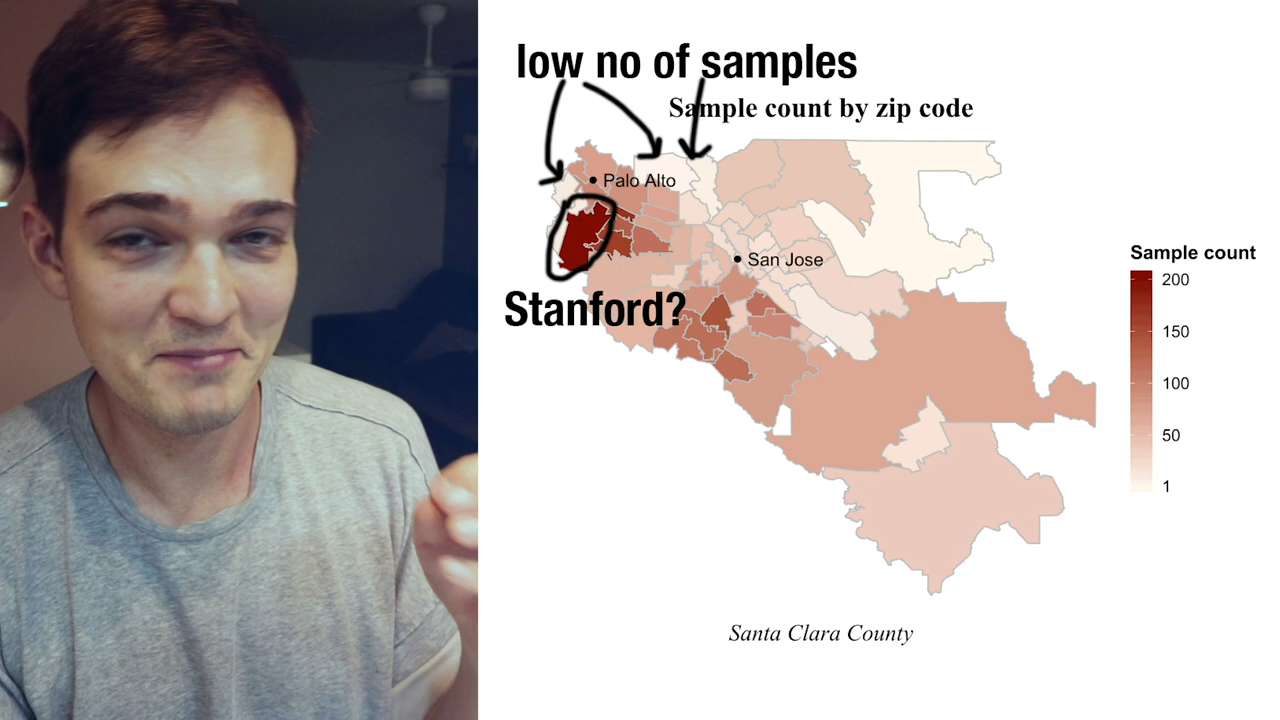 low no of samples
Sample count by zip code
Palo Alto
San Jose
Stanford?
Sample count
200
150
100
50
1
Santa Clara County